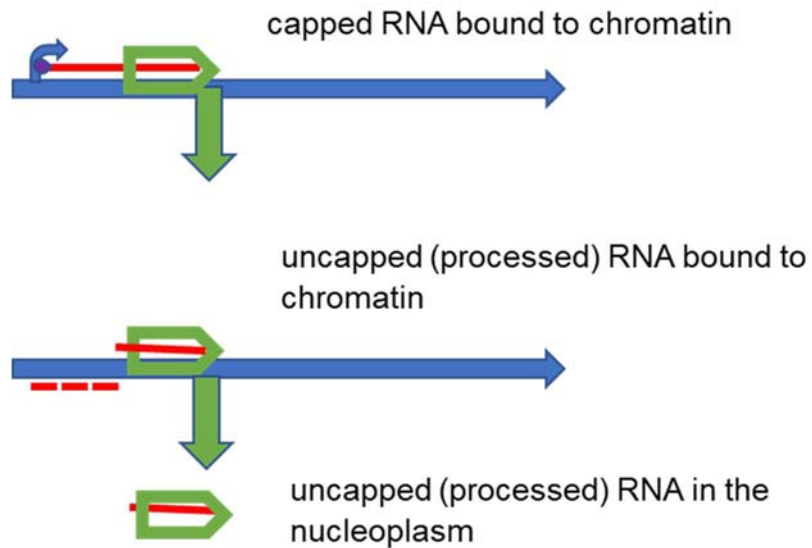 capped RNA bound to chromatin
uncapped (processed) RNA bound to
chromatin
uncapped (processed) RNA in the
nucleoplasm